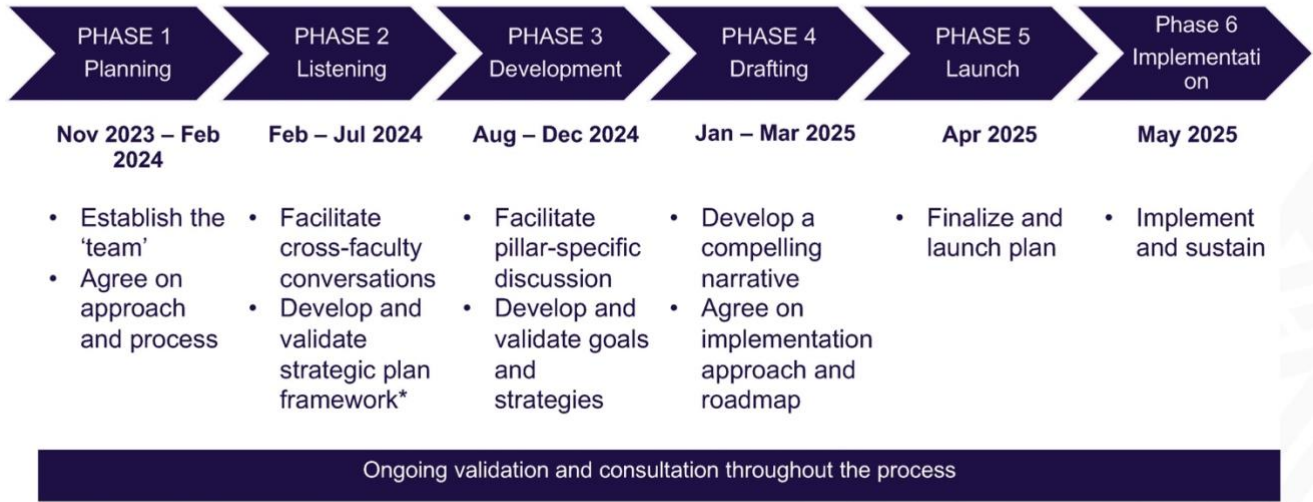 PHASE 1
Planning
PHASE 2
Listening
PHASE 3
Development
PHASE 4
Drafting
PHASE 5
Launch
Phase 6
Implementati
on
Nov 2023 – Feb
2024
Feb – Jul 2024
Aug – Dec 2024
Jan – Mar 2025
Apr 2025
May 2025
• Establish the
‘team’
• Agree on
approach
and process
• Facilitate
cross-faculty
conversations
• Develop and
validate
strategic plan
framework*
• Facilitate
pillar-specific
discussion
• Develop and
validate goals
and
strategies
• Develop a
compelling
narrative
• Agree on
implementation
approach and
roadmap
• Finalize and
launch plan
• Implement
and sustain
Ongoing validation and consultation throughout the process